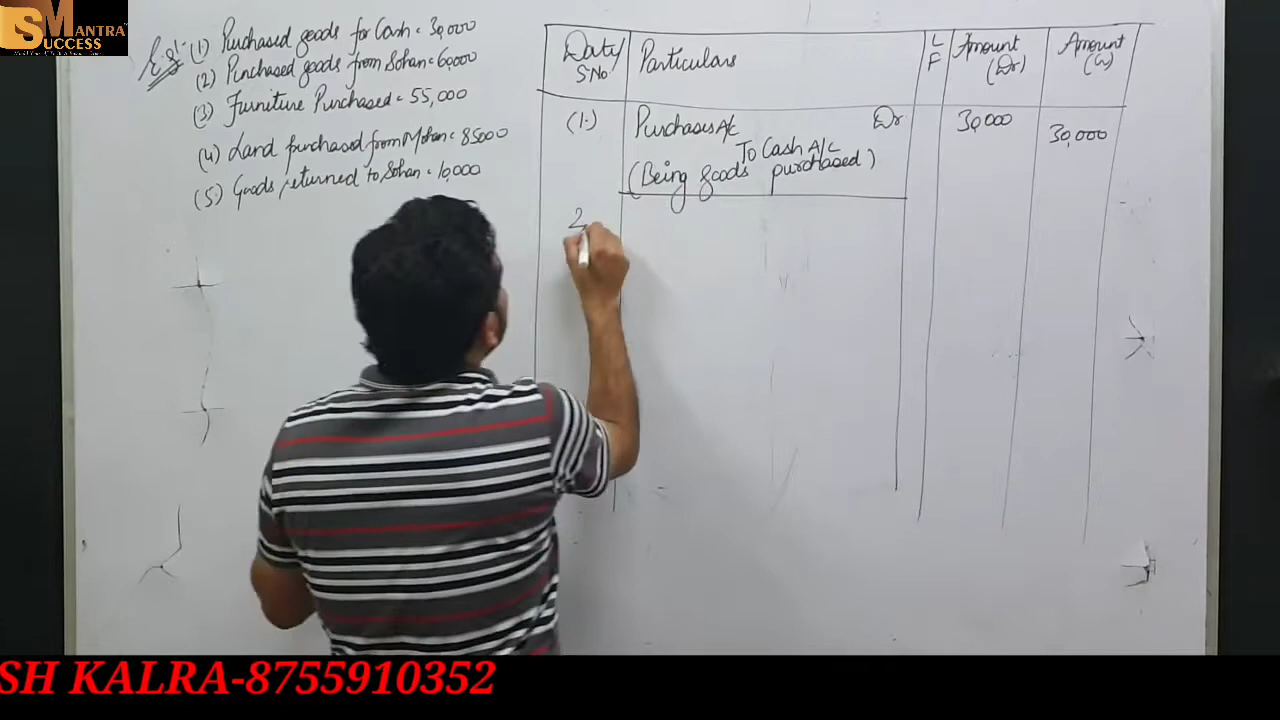 MANTRA
SUCCESS
E.g:-
(1) Purchased goods for Cash = 30,000
(2) Purchased goods from Sohan = 60,000
(3) Furniture Purchased = 55,000
(4) Land purchased from Mohan = 85000
(5) Goods returned to Sohan = 10,000
Date/ S.No. Particulars L F Amount (Dr) Amount (Cr)
(1.) Purchases A/c Dr 30,000
To Cash A/c 30,000
(Being goods purchased)
2
SH KALRA-8755910352